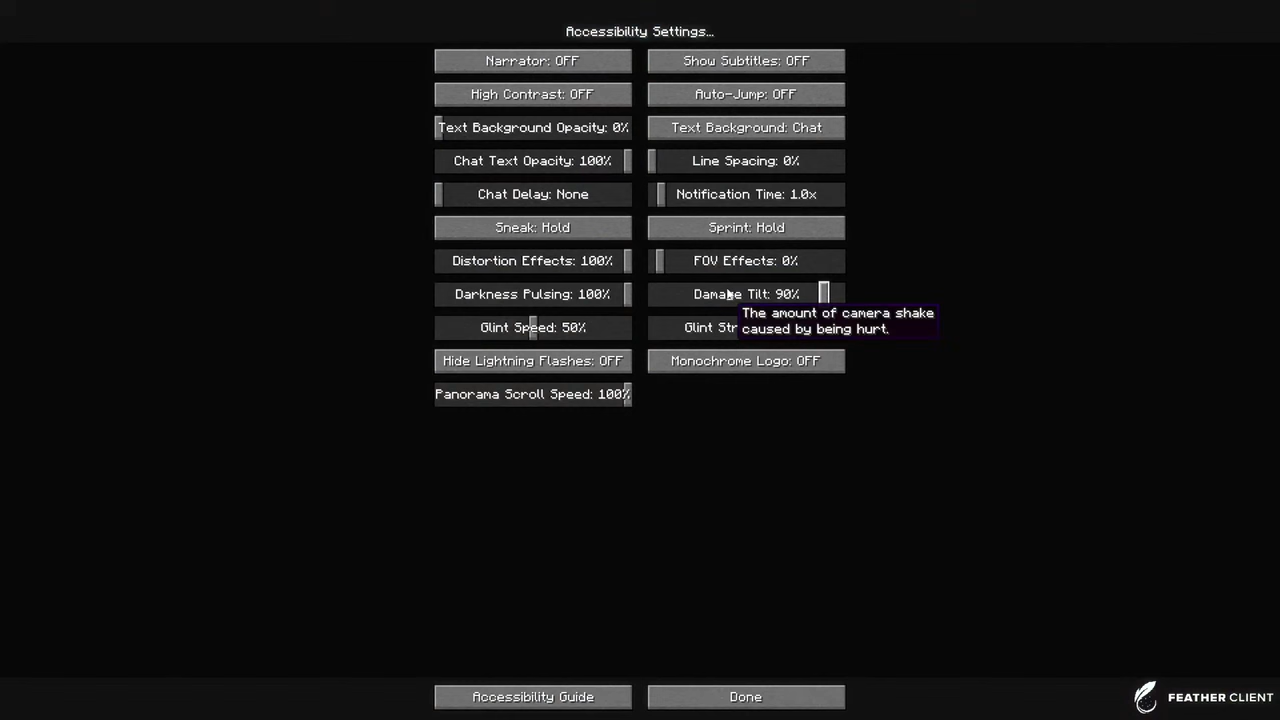 Accessibility Settings...
Narrator: OFF
Show Subtitles: OFF
High Contrast: OFF
Auto-Jump: OFF
Text Background Opacity: 0%
Text Background: Chat
Chat Text Opacity: 100%
Line Spacing: 0%
Chat Delay: None
Notification Time: 1.0x
Sneak: Hold
Sprint: Hold
Distortion Effects: 100%
FOV Effects: 0%
Darkness Pulsing: 100%
Damage Tilt: 90%
The amount of camera shake
caused by being hurt.
Glint Speed: 50%
Glint
Hide Lightning Flashes: OFF
Monochrome Logo: OFF
Panorama Scroll Speed: 100%
Accessibility Guide
Done
FEATHER CLIENT